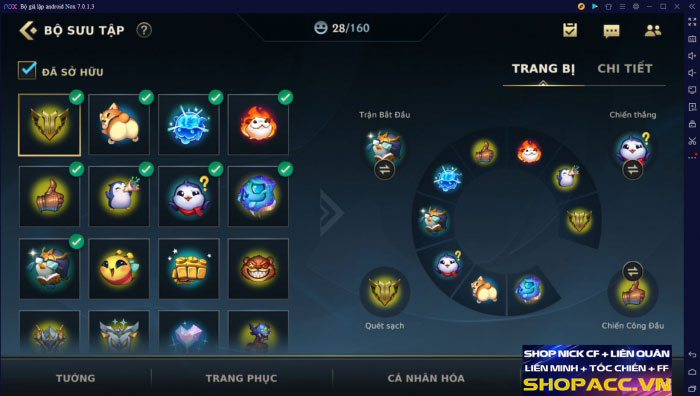 nox Bộ giả lập android Nox 7.0.1.3
BỘ SƯU TẬP ?
28/160
ĐÃ SỞ HỮU
TRANG BỊ CHI TIẾT
Trận Bắt Đầu
Chiến thắng
Quét sạch
Chiến Công Đầu
TƯỚNG
TRANG PHỤC
CÁ NHÂN HÓA
SHOP NICK CF + LIÊN QUÂN
LIÊN MINH + TỐC CHIẾN + FF
SHOPACC.VN